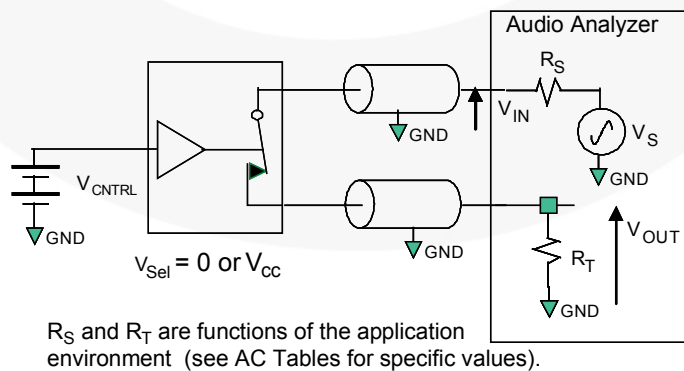 Audio Analyzer
R_S
V_IN
V_S
GND
GND
V_CNTRL
GND
GND
V_OUT
R_T
GND
V_Sel = 0 or V_cc
R_S and R_T are functions of the application
environment (see AC Tables for specific values).